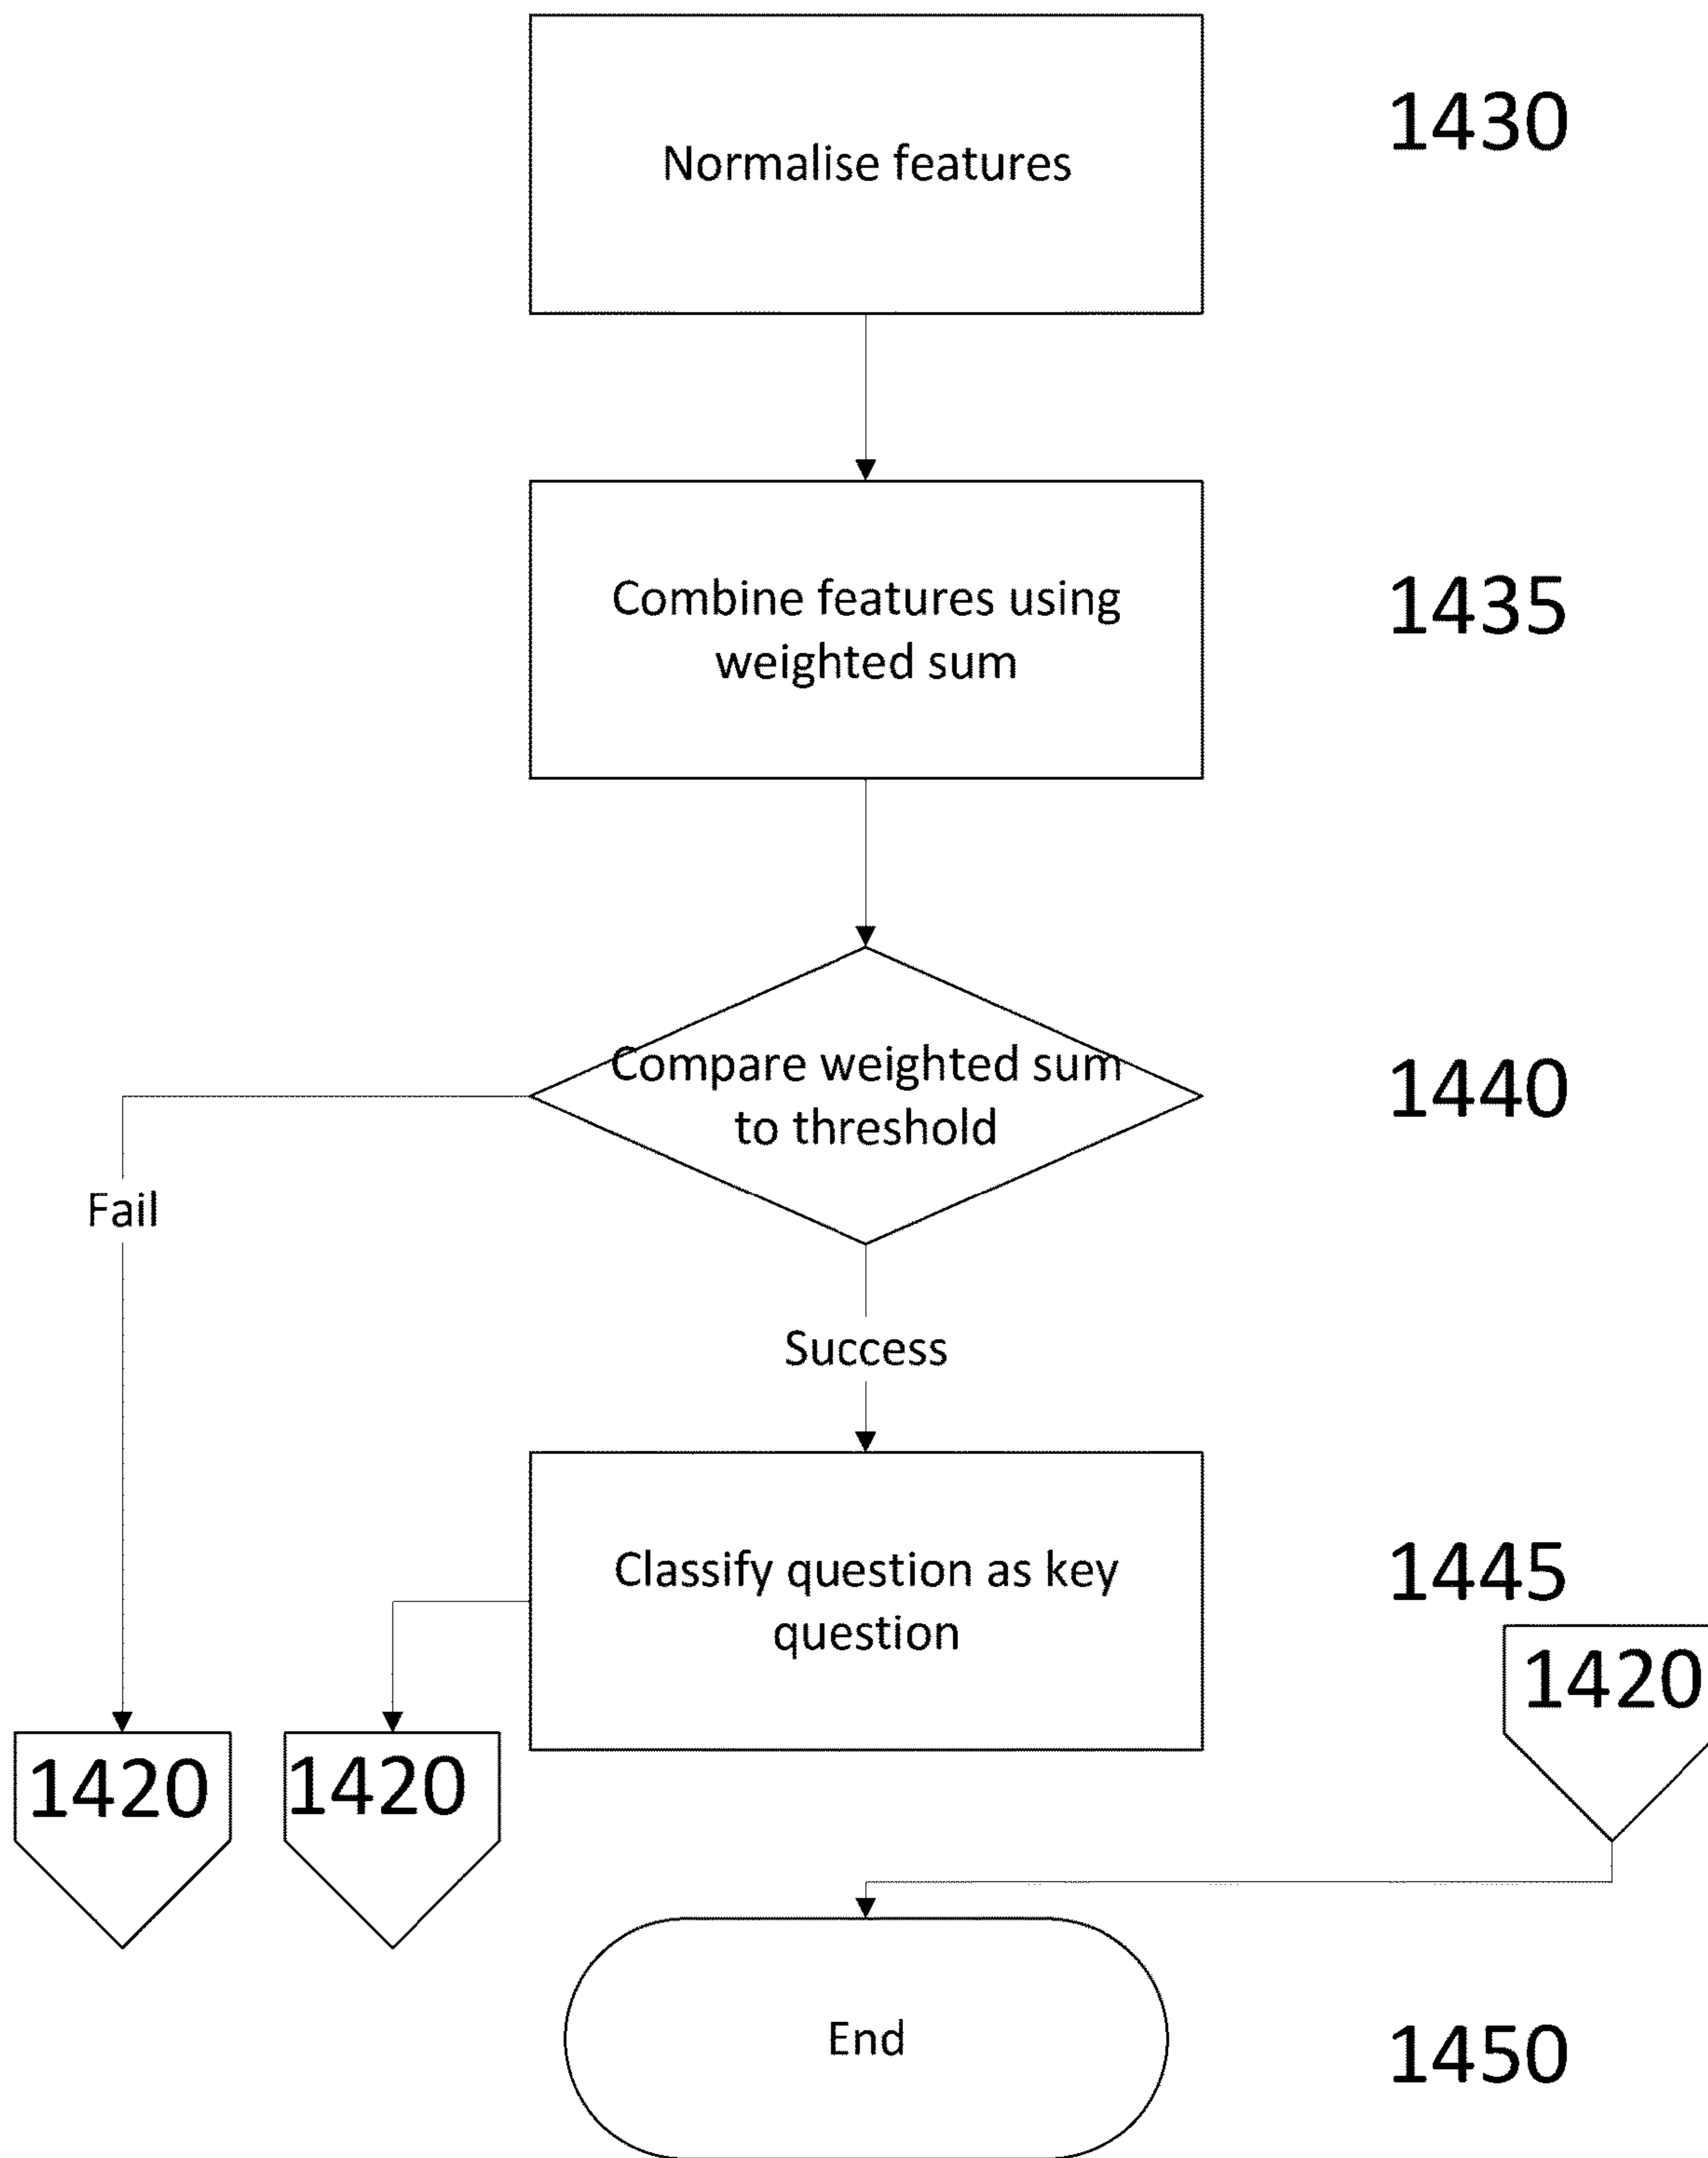 Normalise features
1430
Combine features using
weighted sum
1435
Compare weighted sum
to threshold
1440
Fail
Success
Classify question as key
question
1445
1420
1420
1420
End
1450